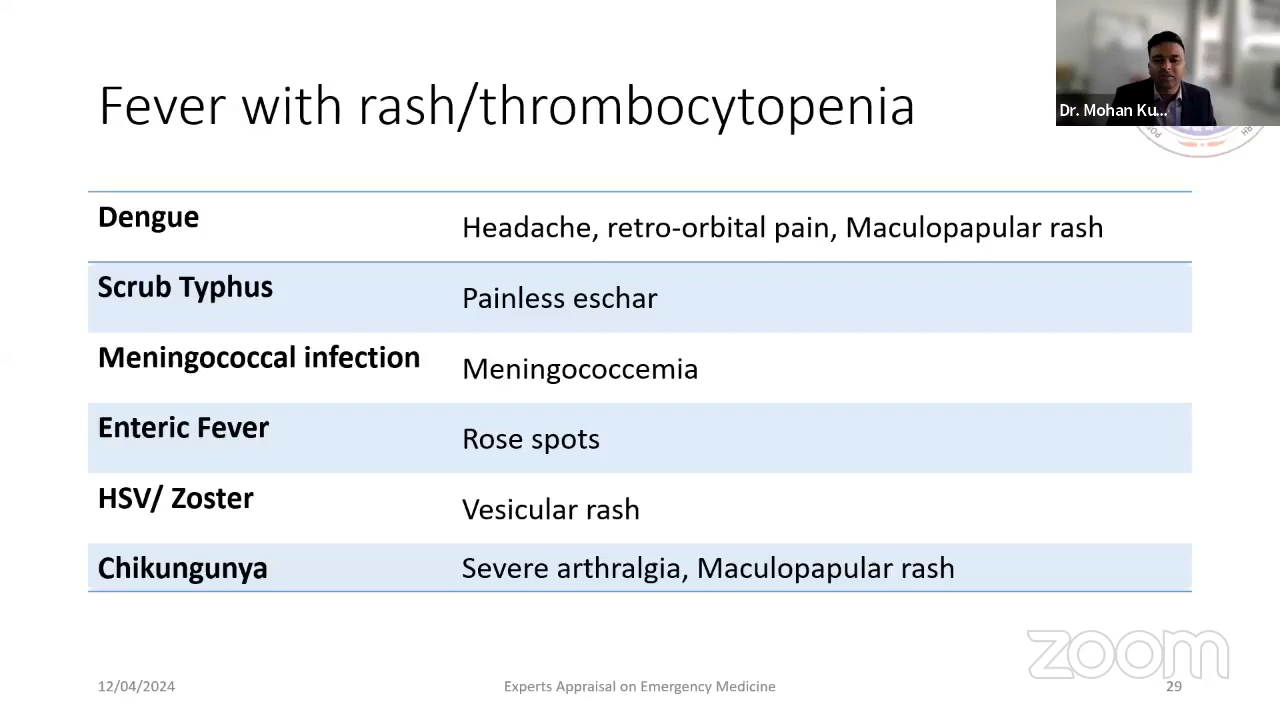 Fever with rash/thrombocytopenia
Dr. Mohan Ku...
Dengue Headache, retro-orbital pain, Maculopapular rash
Scrub Typhus Painless eschar
Meningococcal infection Meningococcemia
Enteric Fever Rose spots
HSV/ Zoster Vesicular rash
Chikungunya Severe arthralgia, Maculopapular rash
zoom
12/04/2024 Experts Appraisal on Emergency Medicine 29